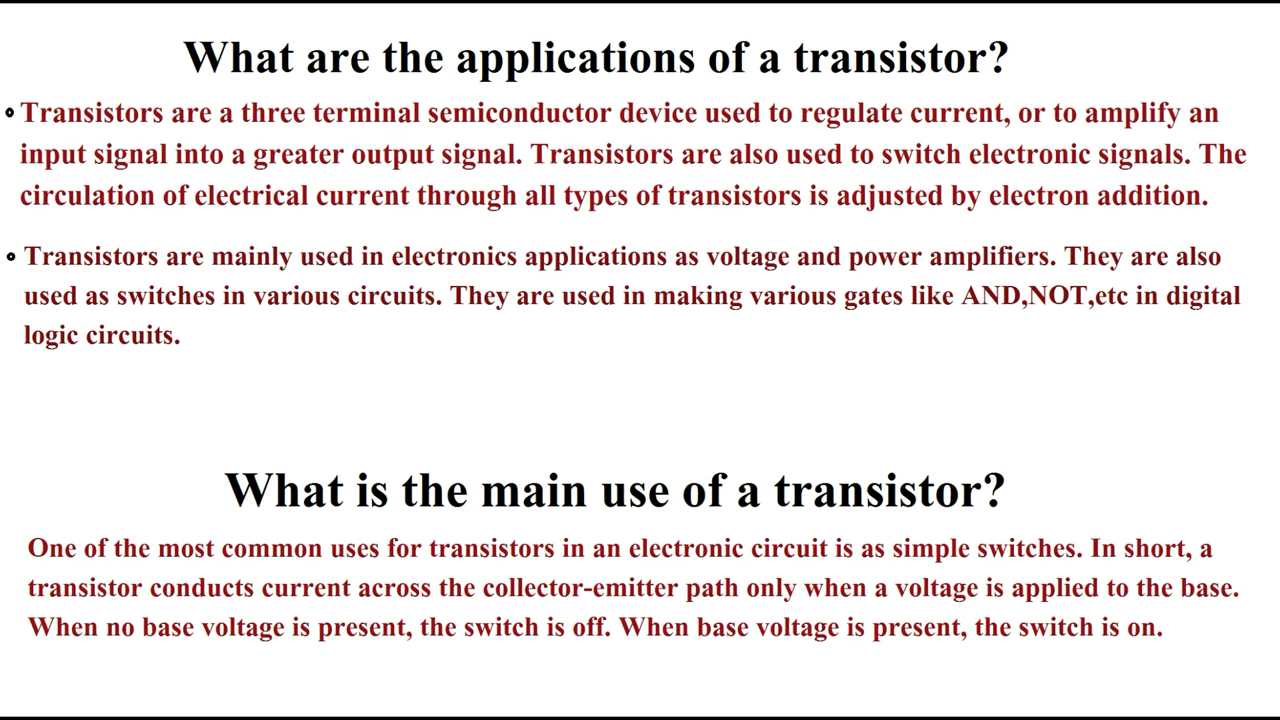 What are the applications of a transistor?
Transistors are a three terminal semiconductor device used to regulate current, or to amplify an
input signal into a greater output signal. Transistors are also used to switch electronic signals. The
circulation of electrical current through all types of transistors is adjusted by electron addition.
Transistors are mainly used in electronics applications as voltage and power amplifiers. They are also
used as switches in various circuits. They are used in making various gates like AND,NOT,etc in digital
logic circuits.
What is the main use of a transistor?
One of the most common uses for transistors in an electronic circuit is as simple switches. In short, a
transistor conducts current across the collector-emitter path only when a voltage is applied to the base.
When no base voltage is present, the switch is off. When base voltage is present, the switch is on.